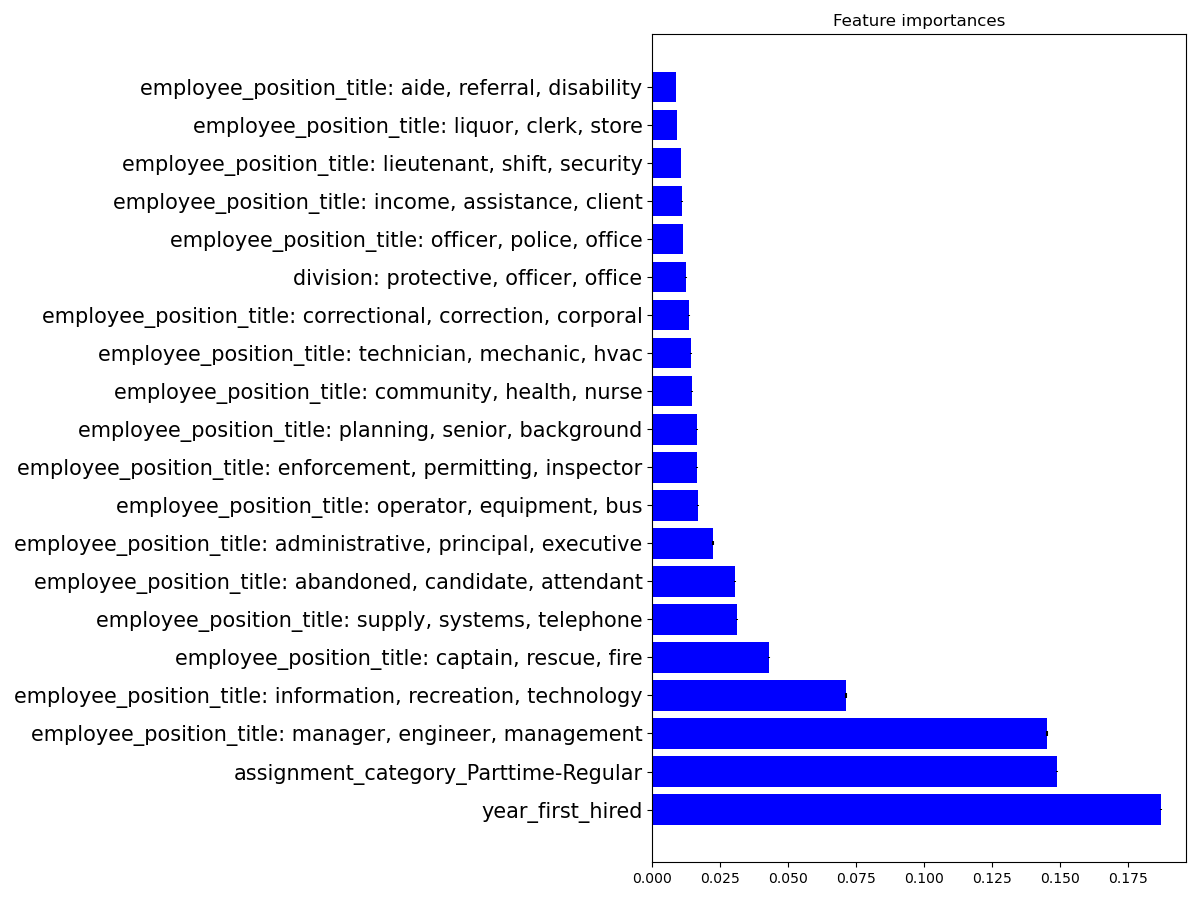 Feature importances
employee_position_title: aide, referral, disability
employee_position_title: liquor, clerk, store
employee_position_title: lieutenant, shift, security
employee_position_title: income, assistance, client
employee_position_title: officer, police, office
division: protective, officer, office
employee_position_title: correctional, correction, corporal
employee_position_title: technician, mechanic, hvac
employee_position_title: community, health, nurse
employee_position_title: planning, senior, background
employee_position_title: enforcement, permitting, inspector
employee_position_title: operator, equipment, bus
employee_position_title: administrative, principal, executive
employee_position_title: abandoned, candidate, attendant
employee_position_title: supply, systems, telephone
employee_position_title: captain, rescue, fire
employee_position_title: information, recreation, technology
employee_position_title: manager, engineer, management
assignment_category_Parttime-Regular
year_first_hired
0.000 0.025 0.050 0.075 0.100 0.125 0.150 0.175